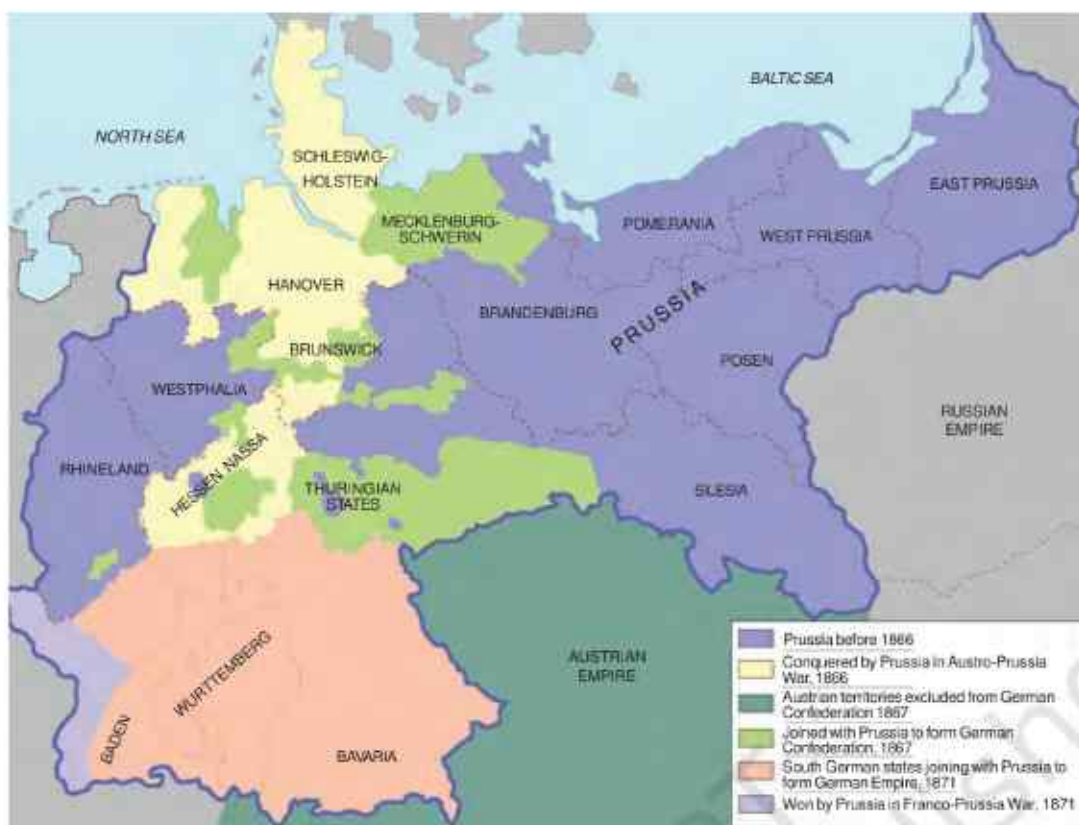 BALTIC SEA
NORTH SEA
SCHLESWIG-
HOLSTEIN
EAST PRUSSIA
MECKLENBURG-
SCHWERIN
POMERANIA
WEST PRUSSIA
HANOVER
BRANDENBURG
PRUSSIA
BRUNSWICK
POSEN
WESTPHALIA
RUSSIAN
EMPIRE
RHINELAND
HESSEN NASSA
THURINGIAN
STATES
SILESIA
AUSTRIAN
EMPIRE
WURTTEMBERG
BADEN
BAVARIA
Prussia before 1866
Conquered by Prussia in Austro-Prussia
War, 1866
Austrian territories excluded from German
Confederation 1867
Joined with Prussia to form German
Confederation, 1867
South German states joining with Prussia to
form German Empire, 1871
Won by Prussia in Franco-Prussia War, 1871